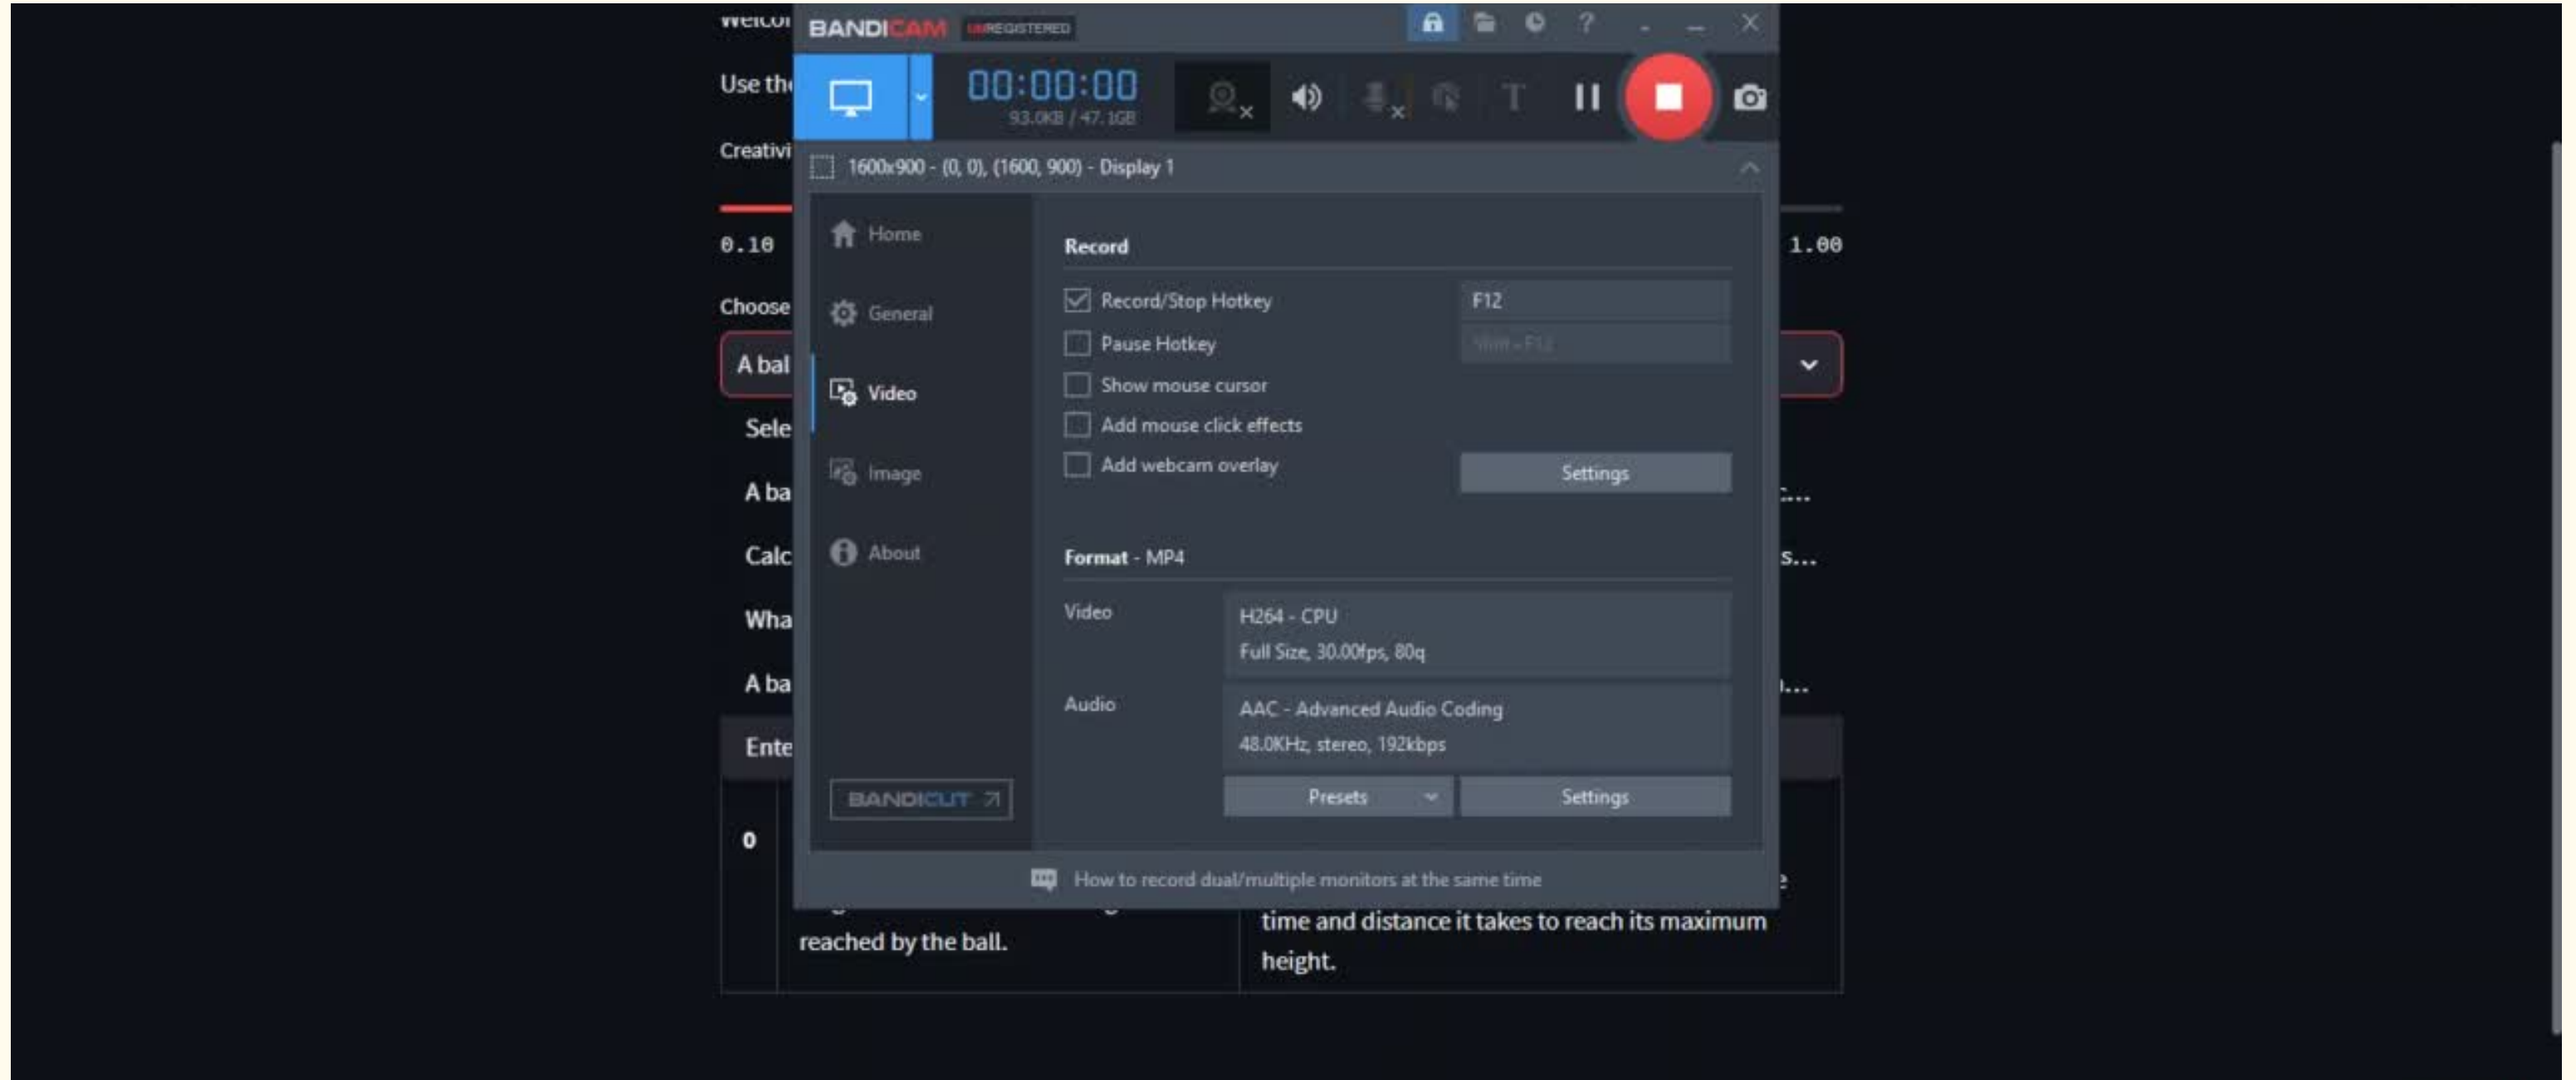 BANDICAM UNREGISTERED
Use the
00:00:00
93.0KB / 47.1GB
T
Creativi
1600x900 - (0, 0), (1600, 900) - Display 1
Home
Record
0.10
1.00
Record/Stop Hotkey F12
Choose
General
Pause Hotkey Shift+F12
A bal
Show mouse cursor
Video
Add mouse click effects
Sele
Add webcam overlay Settings
Image
A ba
...
About
Format - MP4
Calc
s...
Video H264 - CPU
Full Size, 30.00fps, 80q
Wha
A ba
...
Audio AAC - Advanced Audio Coding
48.0KHz, stereo, 192kbps
Ente
BANDICUT
Presets Settings
0
How to record dual/multiple monitors at the same time
reached by the ball.
time and distance it takes to reach its maximum
height.